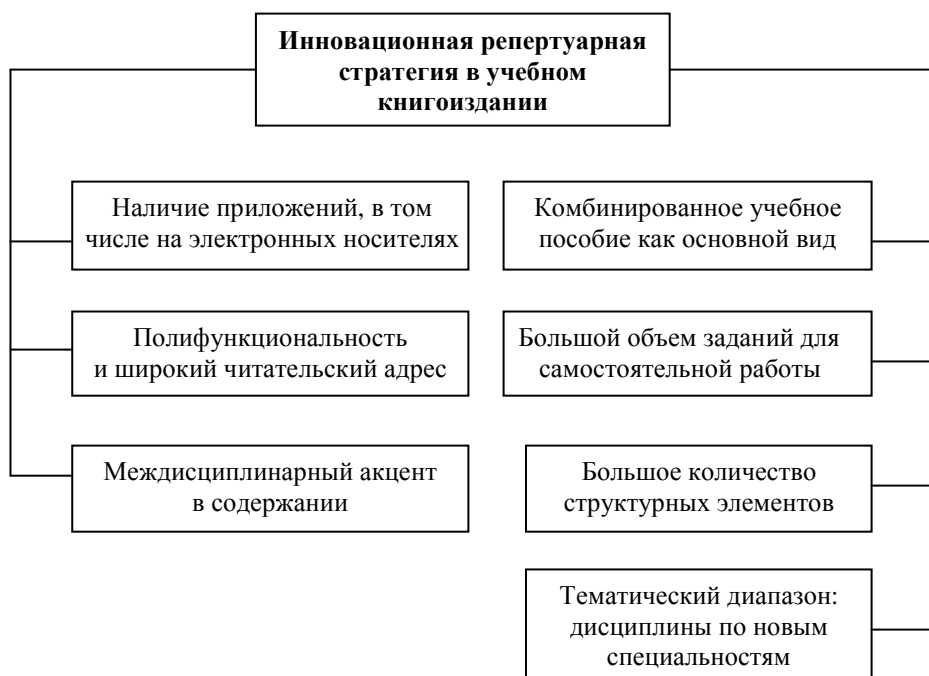 Инновационная репертуарная
стратегия в учебном
книгоиздании
Наличие приложений, в том
числе на электронных носителях
Комбинированное учебное
пособие как основной вид
Полифункциональность
и широкий читательский адрес
Большой объем заданий для
самостоятельной работы
Междисциплинарный акцент
в содержании
Большое количество
структурных элементов
Тематический диапазон:
дисциплины по новым
специальностям